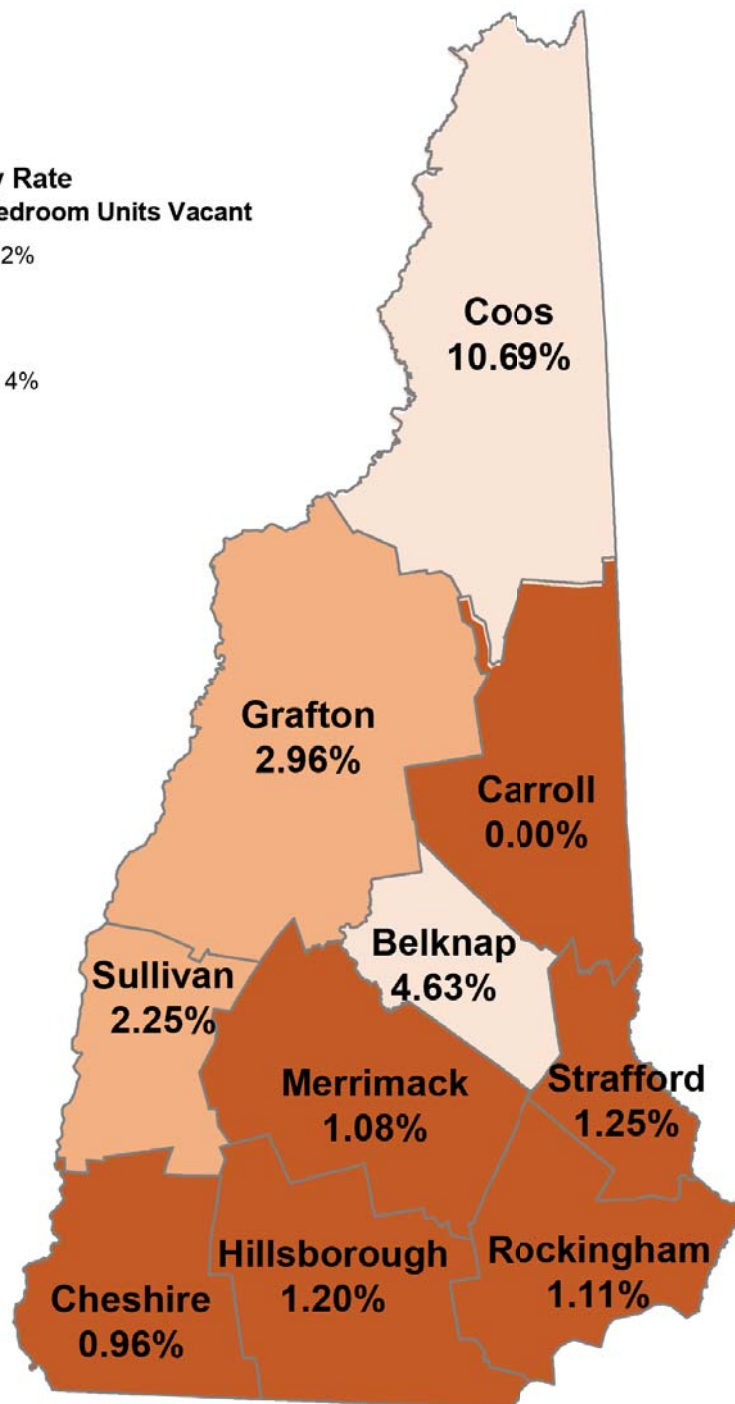 Rate
Units Vacant
2%
4%
Coos
10.69%
Grafton
2.96%
Carroll
0.00%
Belknap
4.63%
Sullivan
2.25%
Merrimack
1.08%
Strafford
1.25%
Hillsborough
1.20%
Rockingham
1.11%
Cheshire
0.96%